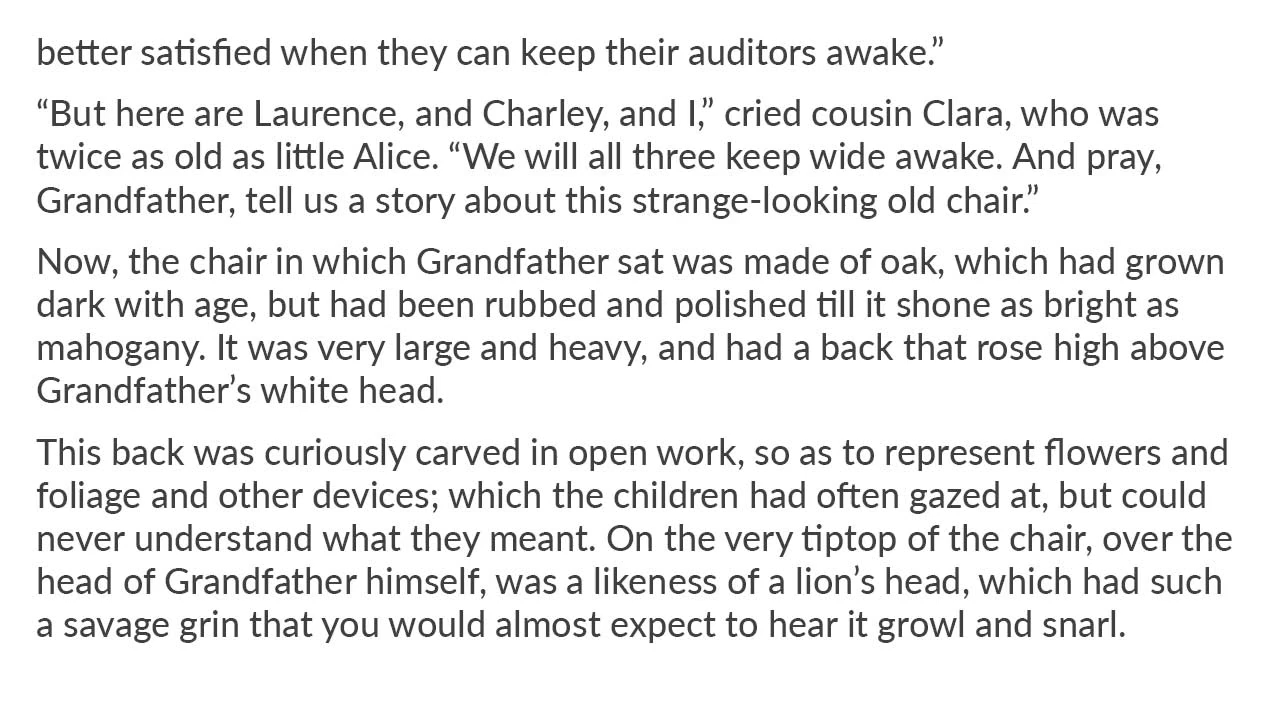 better satisfied when they can keep their auditors awake.”
“But here are Laurence, and Charley, and I,” cried cousin Clara, who was
twice as old as little Alice. “We will all three keep wide awake. And pray,
Grandfather, tell us a story about this strange-looking old chair.”
Now, the chair in which Grandfather sat was made of oak, which had grown
dark with age, but had been rubbed and polished till it shone as bright as
mahogany. It was very large and heavy, and had a back that rose high above
Grandfather’s white head.
This back was curiously carved in open work, so as to represent flowers and
foliage and other devices; which the children had often gazed at, but could
never understand what they meant. On the very tiptop of the chair, over the
head of Grandfather himself, was a likeness of a lion’s head, which had such
a savage grin that you would almost expect to hear it growl and snarl.